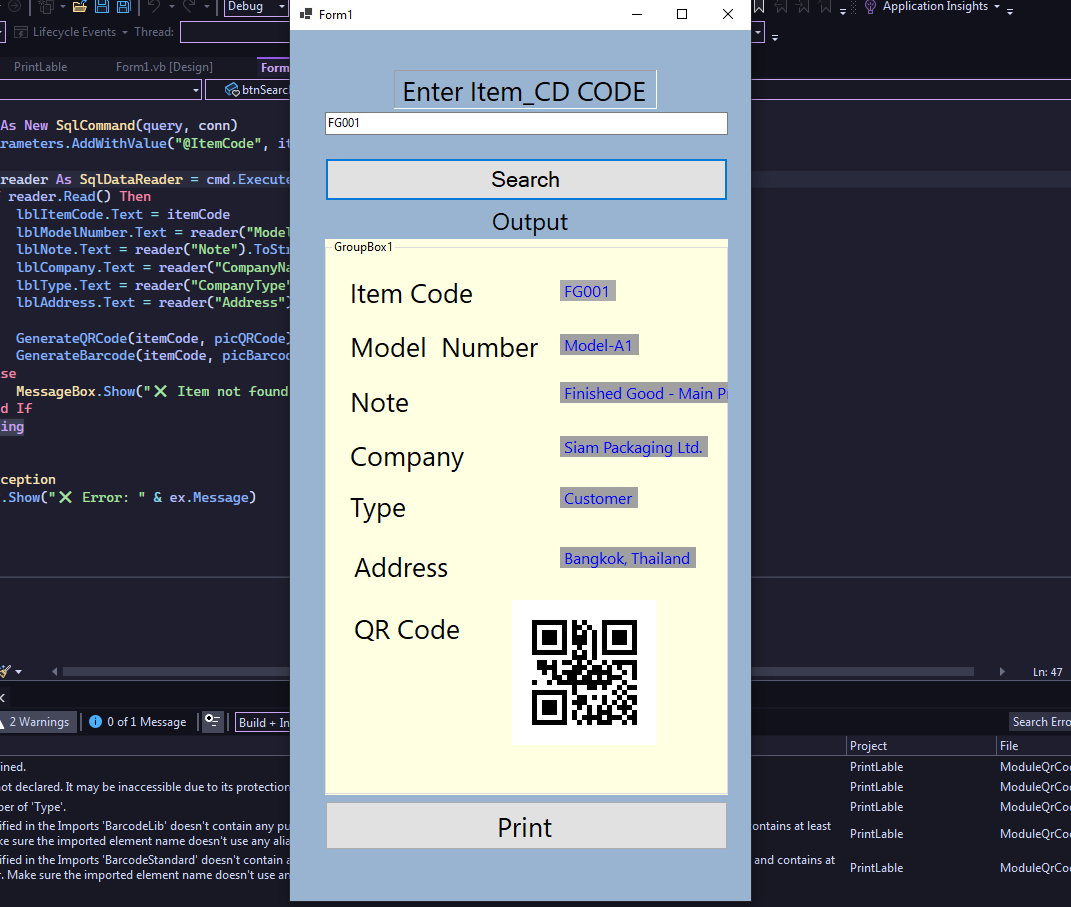 Debug
Form1
Application Insights
Lifecycle Events
Thread:
PrintLable
Form1.vb [Design]
Form
btnSearc
Enter Item_CD CODE
FG001
Search
Output
GroupBox1
Item Code
FG001
Model Number
Model-A1
Note
Finished Good - Main P
Company
Siam Packaging Ltd.
Type
Customer
Address
Bangkok, Thailand
QR Code
Print
As New SqlCommand(query, conn)
rameters.AddWithValue("@ItemCode", it
reader As SqlDataReader = cmd.Execute
reader.Read() Then
lblItemCode.Text = itemCode
lblModelNumber.Text = reader("Model
lblNote.Text = reader("Note").ToStr
lblCompany.Text = reader("CompanyNa
lblType.Text = reader("CompanyType"
lblAddress.Text = reader("Address")
GenerateQRCode(itemCode, picQRCode)
GenerateBarcode(itemCode, picBarcod
se
MessageBox.Show("❌ Item not found
d If
ing
ception
.Show("❌ Error: " & ex.Message)
Ln: 47
2 Warnings
0 of 1 Message
Build + In
Search Erro
Project
File
ined.
PrintLable
ModuleQrCo
ot declared. It may be inaccessible due to its protection
PrintLable
ModuleQrCo
ber of 'Type'.
PrintLable
ModuleQrCo
ified in the Imports 'BarcodeLib' doesn't contain any pu
ontains at least
ke sure the imported element name doesn't use any alia
PrintLable
ModuleQrCo
ified in the Imports 'BarcodeStandard' doesn't contain a
and contains at
r. Make sure the imported element name doesn't use an
PrintLable
ModuleQrCo